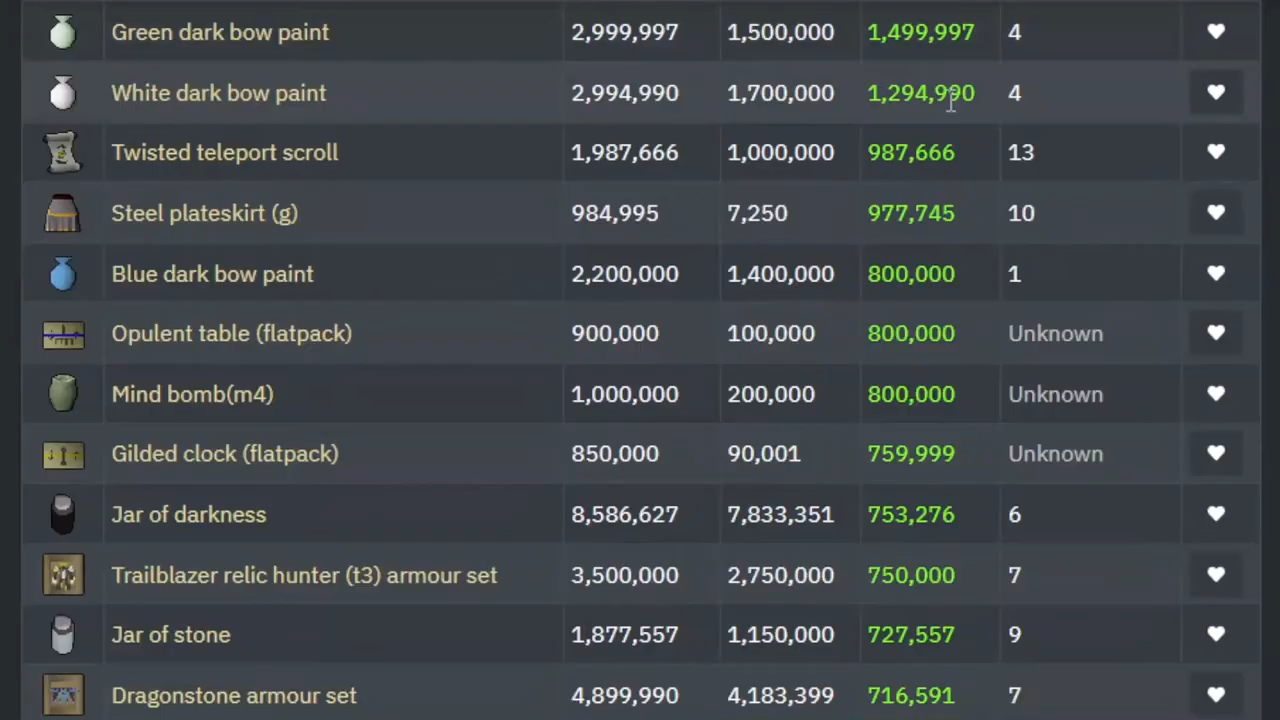 Green dark bow paint 2,999,997 1,500,000 1,499,997 4
White dark bow paint 2,994,990 1,700,000 1,294,990 4
Twisted teleport scroll 1,987,666 1,000,000 987,666 13
Steel plateskirt (g) 984,995 7,250 977,745 10
Blue dark bow paint 2,200,000 1,400,000 800,000 1
Opulent table (flatpack) 900,000 100,000 800,000 Unknown
Mind bomb(m4) 1,000,000 200,000 800,000 Unknown
Gilded clock (flatpack) 850,000 90,001 759,999 Unknown
Jar of darkness 8,586,627 7,833,351 753,276 6
Trailblazer relic hunter (t3) armour set 3,500,000 2,750,000 750,000 7
Jar of stone 1,877,557 1,150,000 727,557 9
Dragonstone armour set 4,899,990 4,183,399 716,591 7